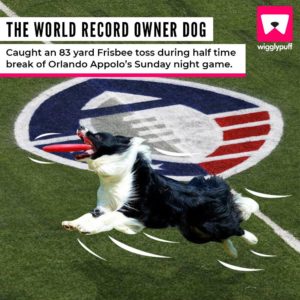 THE WORLD RECORD OWNER DOG
wigglypuff
Caught an 83 yard Frisbee toss during half time
break of Orlando Appolo's Sunday night game.